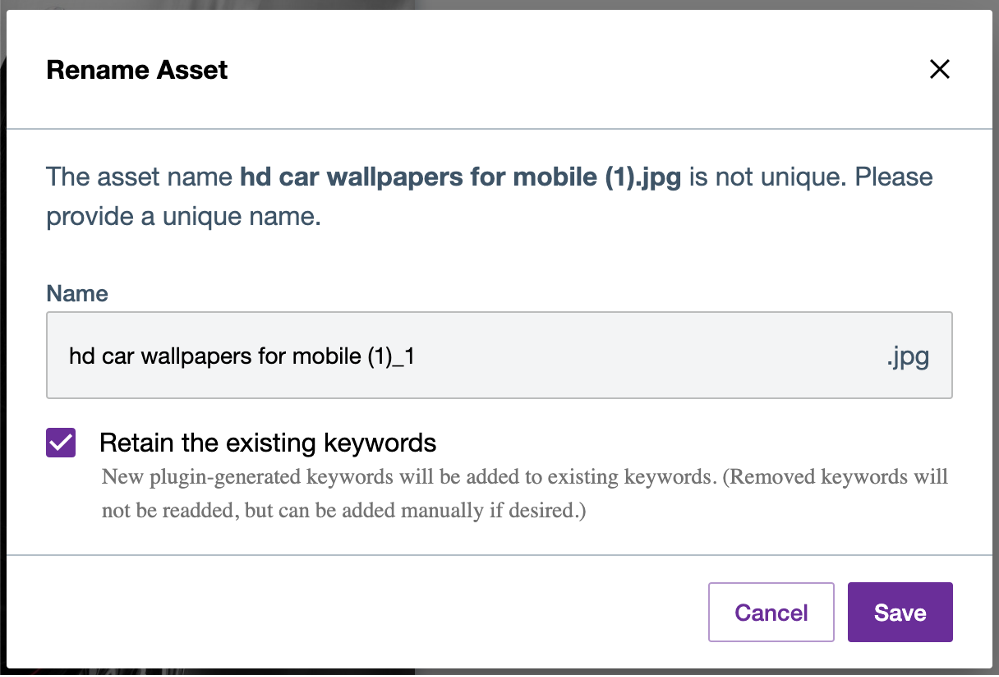 Rename Asset
The asset name hd car wallpapers for mobile (1).jpg is not unique. Please
provide a unique name.
Name
hd car wallpapers for mobile (1)_1 .jpg
Retain the existing keywords
New plugin-generated keywords will be added to existing keywords. (Removed keywords will
not be readded, but can be added manually if desired.)
Cancel Save